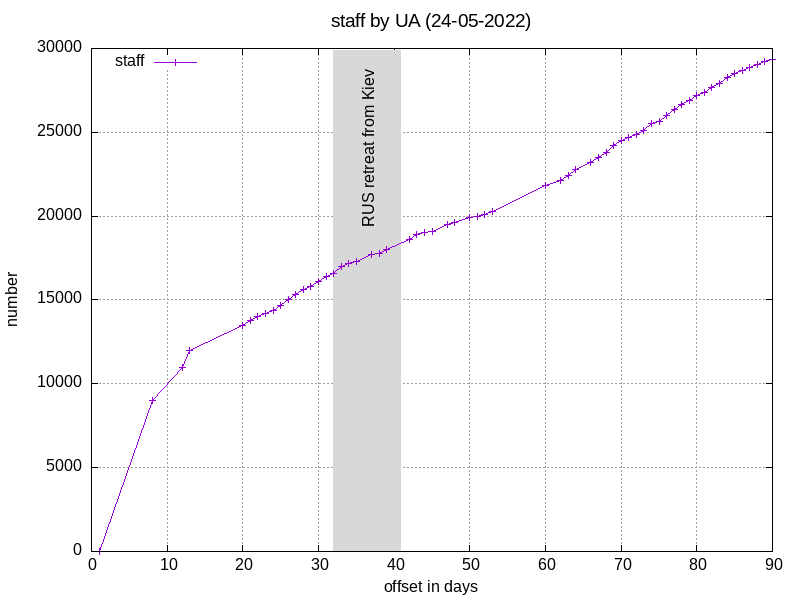 staff by UA (24-05-2022)
30000
25000
20000
15000
10000
5000
0
number
staff
RUS retreat from Kiev
0 10 20 30 40 50 60 70 80 90
offset in days